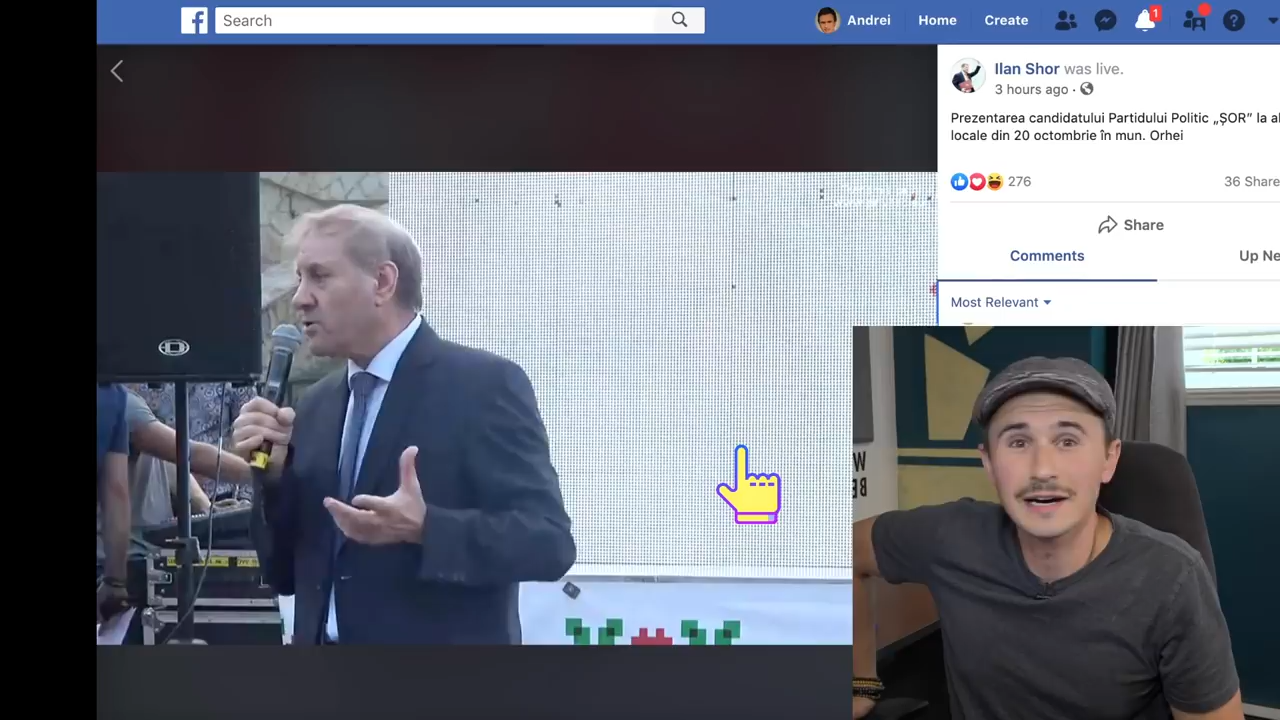 Search
Andrei
Home
Create
1
Ilan Shor was live.
3 hours ago ·
Prezentarea candidatului Partidului Politic „ȘOR” la al
locale din 20 octombrie în mun. Orhei
276
36 Share
Share
Comments
Up Ne
Most Relevant
W
BE